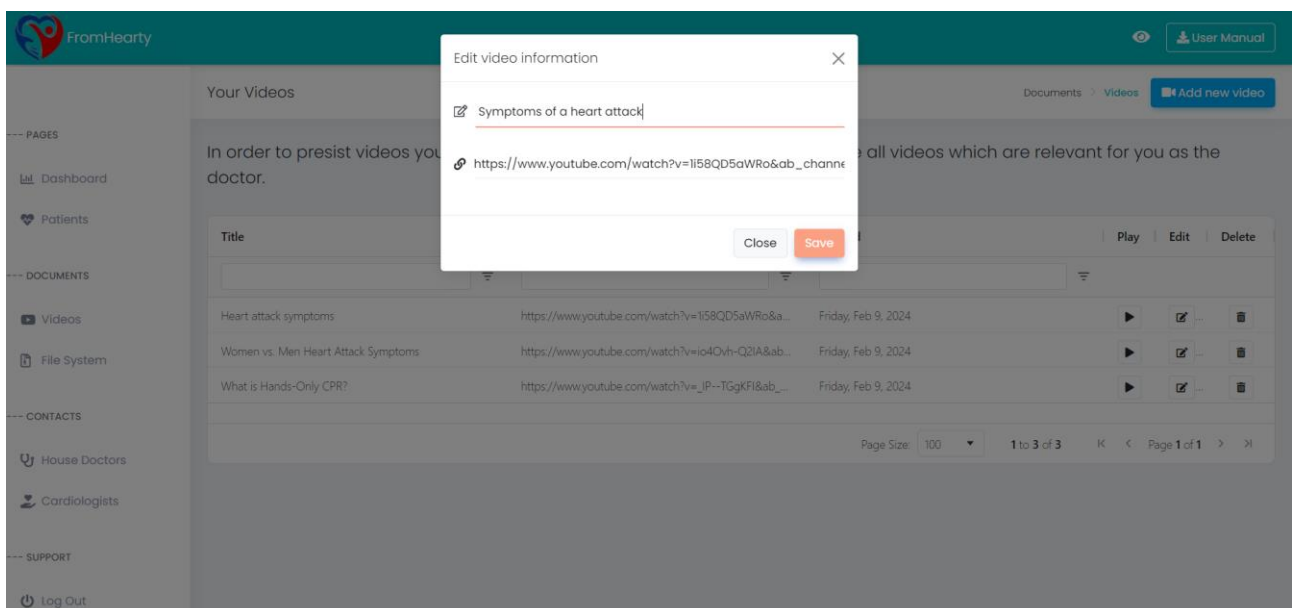 FromHearty
User Manual
Edit video information
Your Videos
Documents > Videos
Add new video
Symptoms of a heart attack
--- PAGES
In order to presist videos you
all videos which are relevant for you as the
https://www.youtube.com/watch?v=1i58QD5aWRo&ab_channe
doctor.
Dashboard
Patients
Title
Close
Save
Play
Edit
Delete
--- DOCUMENTS
Videos
Heart attack symptoms https://www.youtube.com/watch?v=1i58QD5aWRo&a... Friday, Feb 9, 2024
File System
Women vs. Men Heart Attack Symptoms https://www.youtube.com/watch?v=io4Ovh-Q2IA&ab... Friday, Feb 9, 2024
What is Hands-Only CPR? https://www.youtube.com/watch?v=_IP--TGgKFI&ab_... Friday, Feb 9, 2024
--- CONTACTS
Page Size: 100 1 to 3 of 3 Page 1 of 1
House Doctors
Cardiologists
--- SUPPORT
Log Out